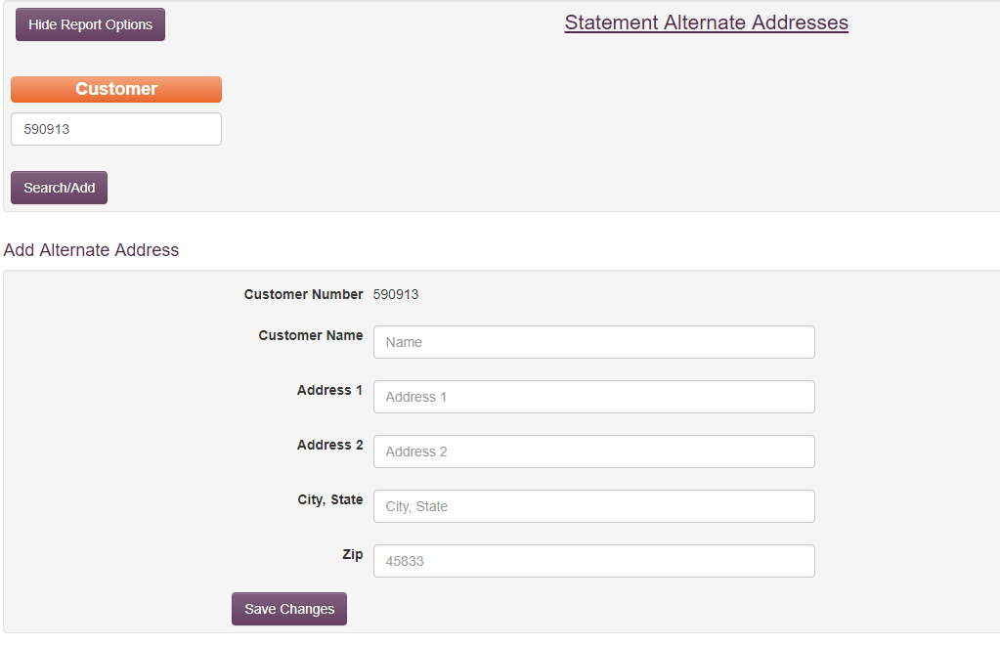 Hide Report Options
Statement Alternate Addresses
Customer
590913
Search/Add
Add Alternate Address
Customer Number 590913
Customer Name Name
Address 1 Address 1
Address 2 Address 2
City, State City, State
Zip 45833
Save Changes